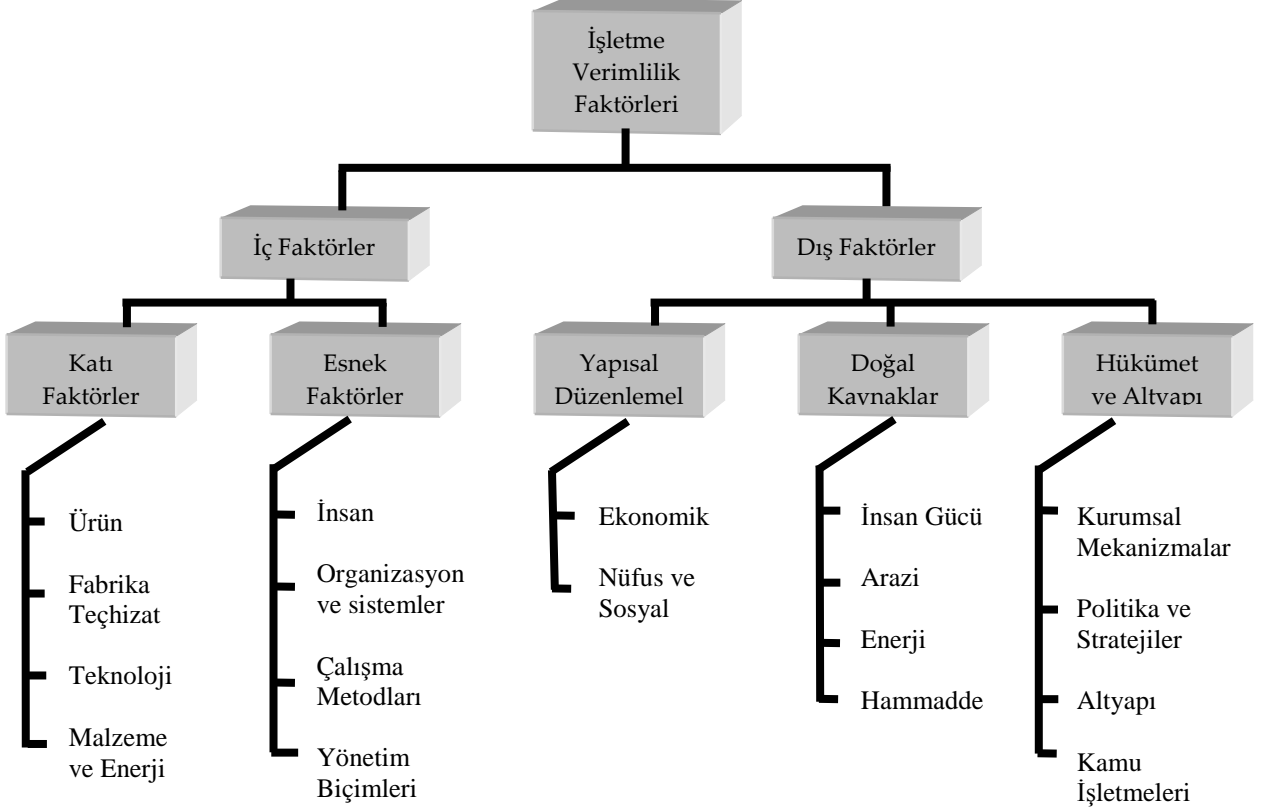 İşletme
Verimlilik
Faktörleri
İç Faktörler
Dış Faktörler
Katı
Faktörler
Esnek
Faktörler
Yapısal
Düzenlemel
Doğal
Kaynaklar
Hükümet
ve Altyapı
Ürün
Fabrika
Teçhizat
Teknoloji
Malzeme
ve Enerji
İnsan
Organizasyon
ve sistemler
Çalışma
Metodları
Yönetim
Biçimleri
Ekonomik
Nüfus ve
Sosyal
İnsan Gücü
Arazi
Enerji
Hammadde
Kurumsal
Mekanizmalar
Politika ve
Stratejiler
Altyapı
Kamu
İşletmeleri